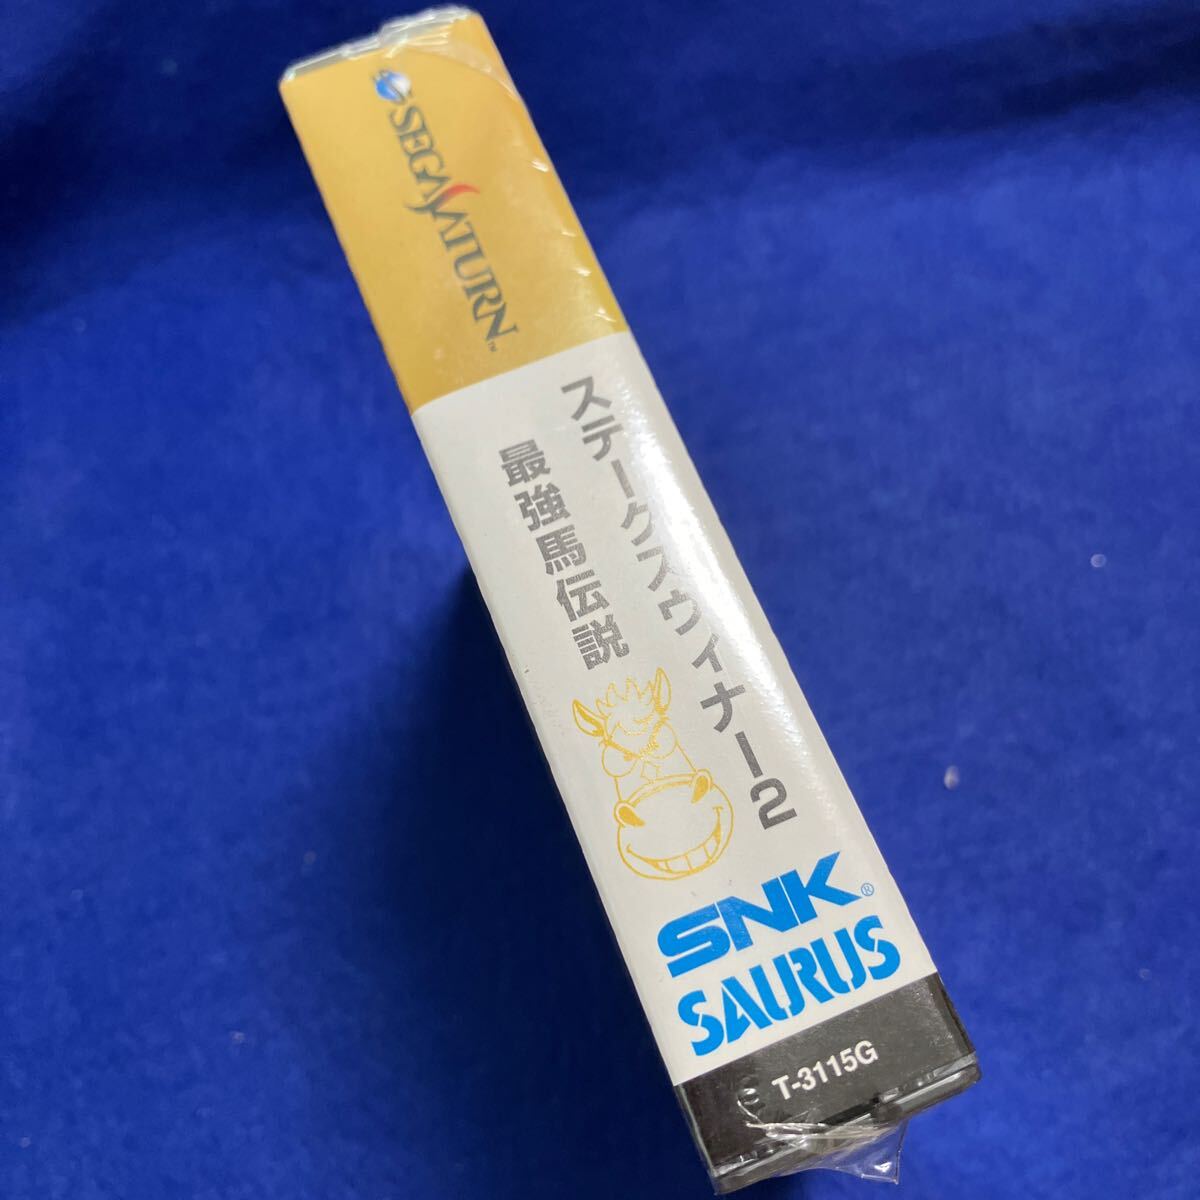 SEGA SATURN™
ステークスウィナー2
最強馬伝説
SNK®
SAURUS
T-3115G